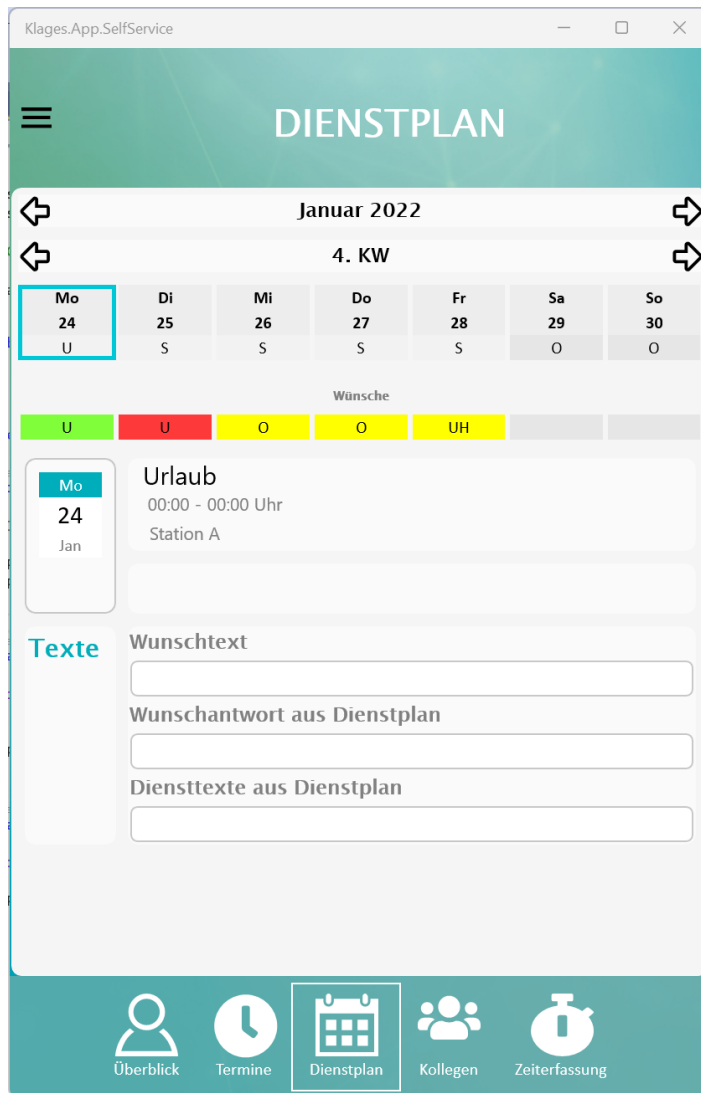 Klages.App.SelfService
DIENSTPLAN
Januar 2022
4. KW
Mo Di Mi Do Fr Sa So
24 25 26 27 28 29 30
U S S S S O O
Wünsche
U U O O UH
Mo
24
Jan
Urlaub
00:00 - 00:00 Uhr
Station A
Texte
Wunschtext
Wunschantwort aus Dienstplan
Diensttexte aus Dienstplan
Überblick Termine Dienstplan Kollegen Zeiterfassung